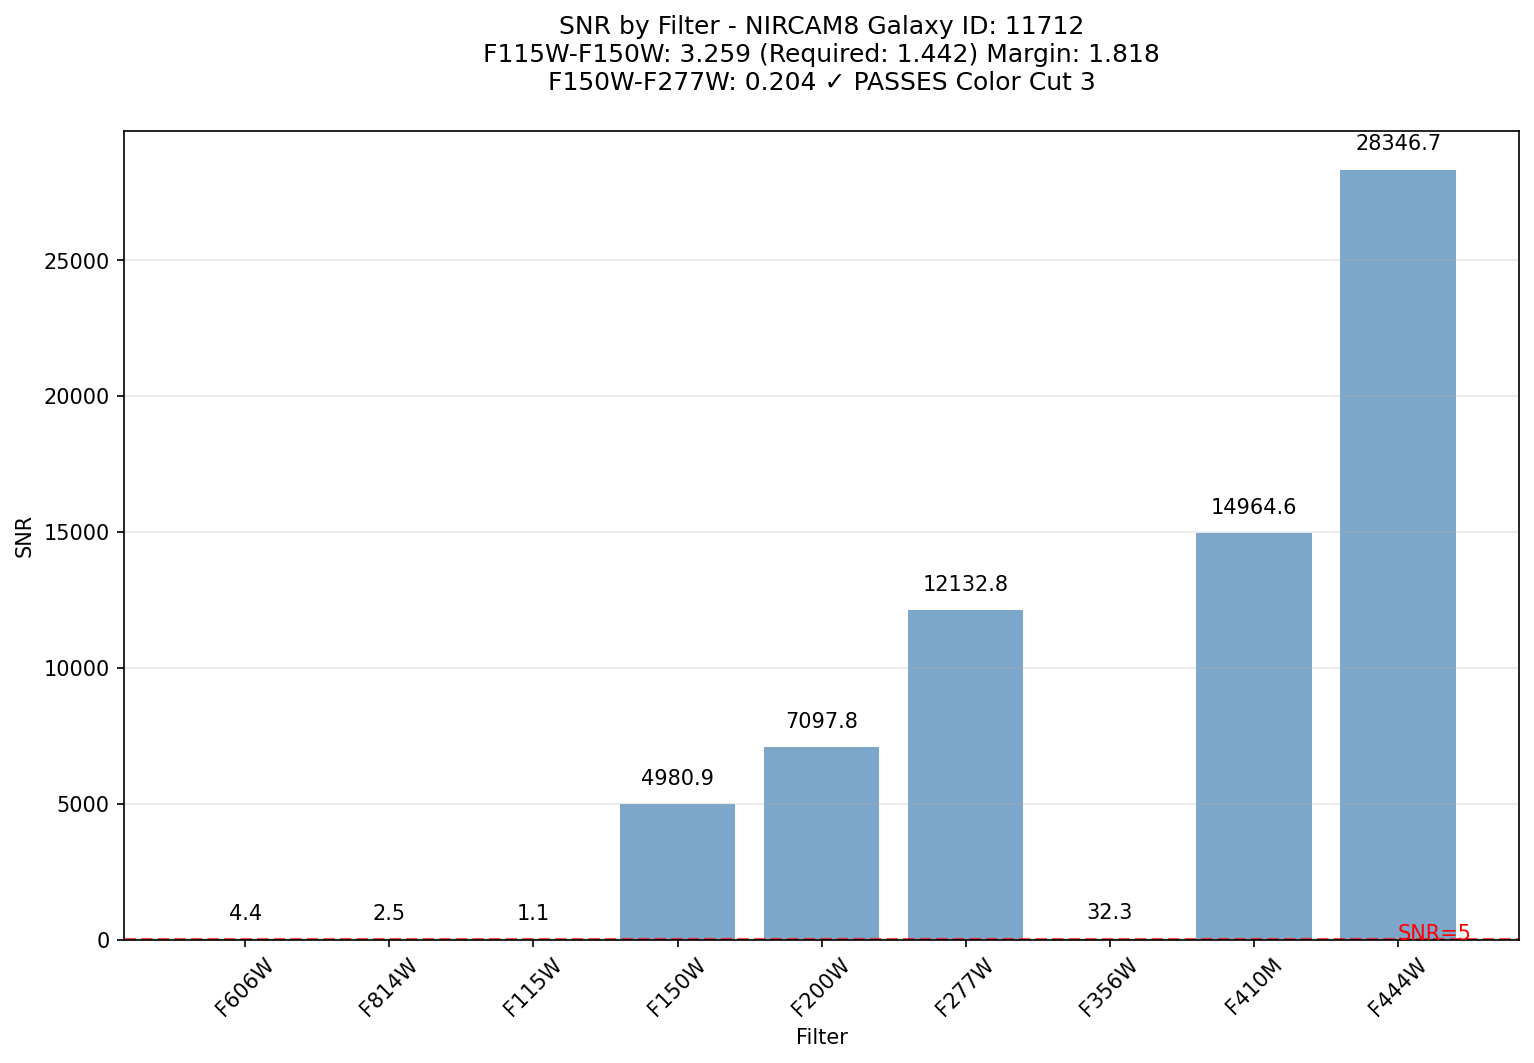 SNR by Filter - NIRCAM8 Galaxy ID: 11712
F115W-F150W: 3.259 (Required: 1.442) Margin: 1.818
F150W-F277W: 0.204 ✓ PASSES Color Cut 3
SNR
25000
20000
15000
10000
5000
0
4.4
2.5
1.1
4980.9
7097.8
12132.8
32.3
14964.6
28346.7
SNR=5
F606W
F814W
F115W
F150W
F200W
F277W
F356W
F410M
F444W
Filter